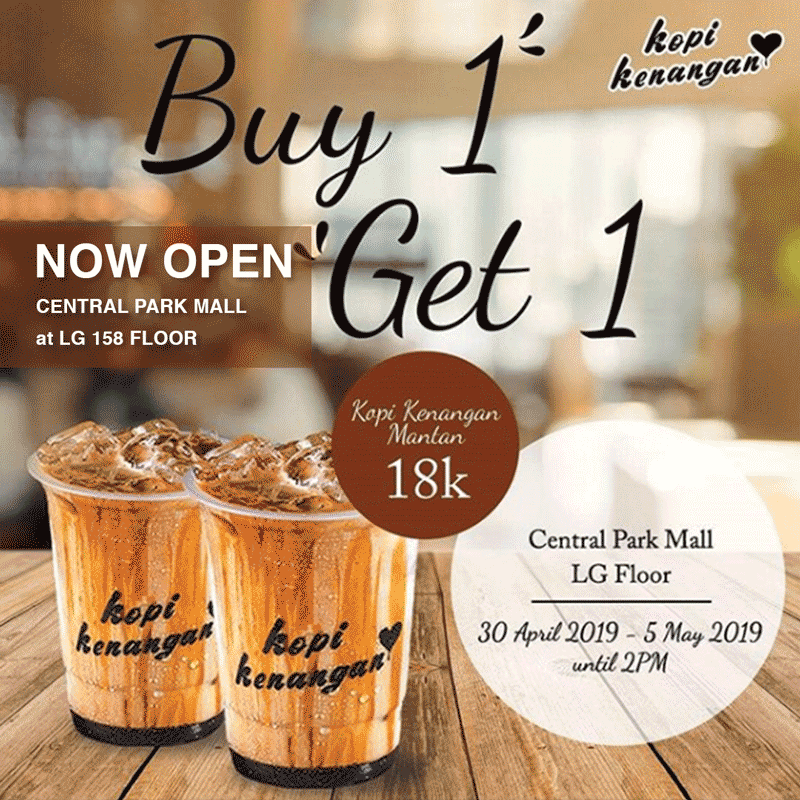 kopi
kenangan
Buy 1
Get 1
NOW OPEN
CENTRAL PARK MALL
at LG 158 FLOOR
Kopi Kenangan
Mantan
18k
Central Park Mall
LG Floor
30 April 2019 - 5 May 2019
until 2PM
kopi
kenangan
kopi
kenangan